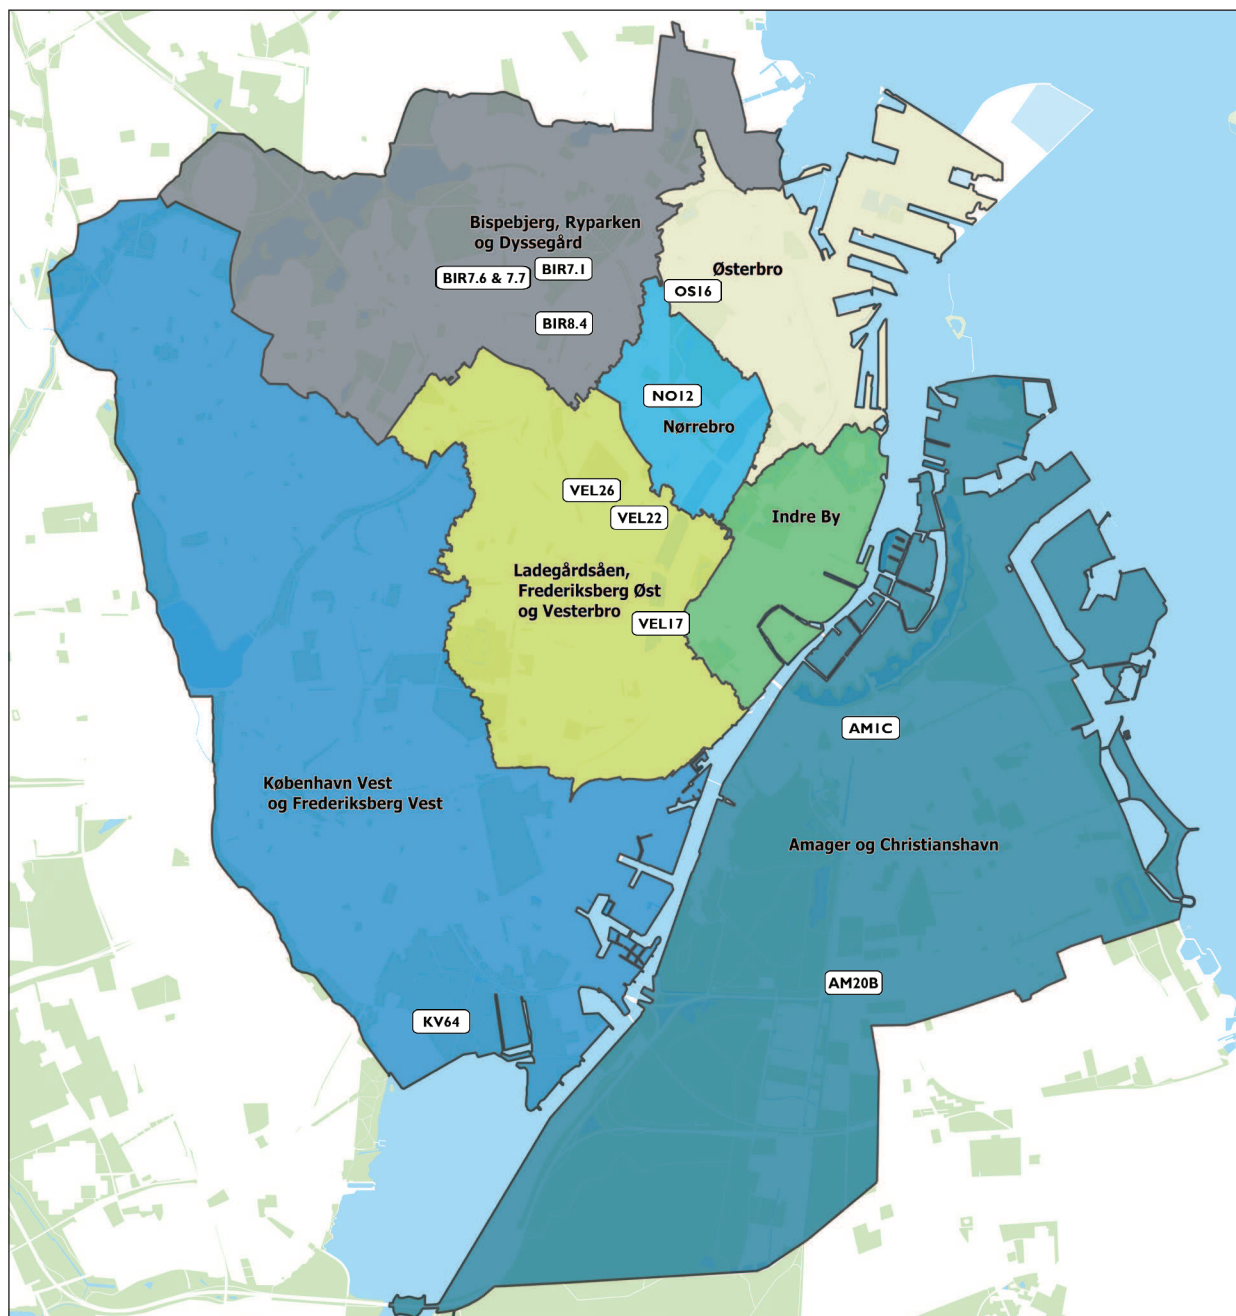 Bispebjerg, Ryparken
og Dyssegård
BIR7.6 & 7.7
BIR7.1
BIR8.4
Østerbro
OS16
NO12
Nørrebro
VEL26
VEL22
Indre By
Ladegårdsåen,
Frederiksberg Øst
og Vesterbro
VEL17
AM1C
København Vest
og Frederiksberg Vest
Amager og Christianshavn
AM20B
KV64